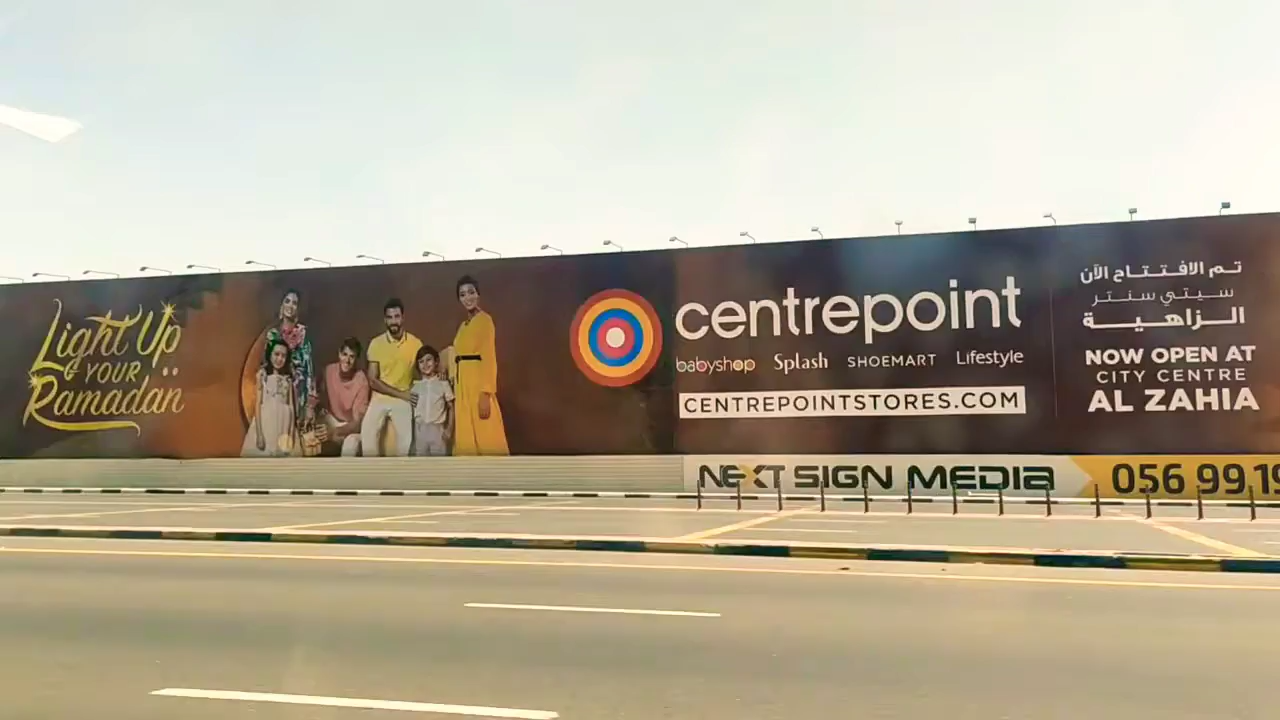 Light Up
YOUR
Ramadan
centrepoint
babyshop Splash SHOEMART Lifestyle
CENTREPOINTSTORES.COM
تم الافتتاح الآن
سيتي سنتر
الزاهية
NOW OPEN AT
CITY CENTRE
AL ZAHIA
NEXT SIGN MEDIA
056 99 19